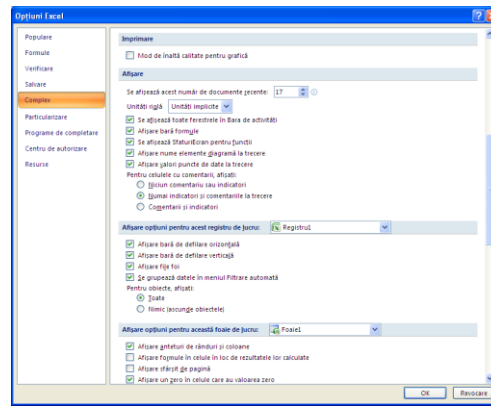 Opțiuni Excel
Populare
Formule
Verificare
Salvare
Complex
Particularizare
Programe de completare
Centru de autorizare
Resurse
Imprimare
Mod de înaltă calitate pentru grafică
Afișare
Se afișează acest număr de documente recente: 17
Unități riglă Unități implicite
Se afișează toate ferestrele în Bara de activități
Afișare bară formule
Se afișează SfaturiEcran pentru funcții
Afișare nume elemente diagramă la trecere
Afișare valori puncte de date la trecere
Pentru celulele cu comentarii, afișați:
Niciun comentariu sau indicatori
Numai indicatori și comentariile la trecere
Comentarii și indicatori
Afișare opțiuni pentru acest registru de lucru: Registru1
Afișare bară de defilare orizontală
Afișare bară de defilare verticală
Afișare file foi
Se grupează datele în meniul Filtrare automată
Pentru obiecte, afișați:
Toate
Nimic (ascunde obiectele)
Afișare opțiuni pentru această foaie de lucru: Foaie1
Afișare anteturi de rânduri și coloane
Afișare formule în celule în loc de rezultatele lor calculate
Afișare sfârșit de pagină
Afișare un zero în celule care au valoarea zero
OK Revocare